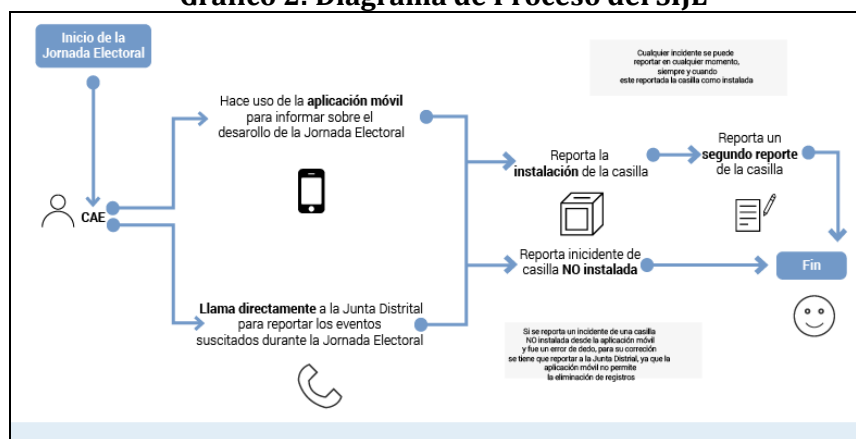 Gráfico 2: Diagrama de Proceso del SIJE
Inicio de la
Jornada Electoral
Cualquier incidente se puede
reportar en cualquier momento,
siempre y cuando
este reportada la casilla como instalada
Hace uso de la aplicación móvil
para informar sobre el
desarollo de la Jornada Electoral
Reporta la
instalación de la casilla
Reporta un
segundo reporte
de la casilla
CAE
Reporta inicidente de
casilla NO instalada
Fin
Llama directamente a la Junta Distrital
para reportar los eventos
suscitados durante la Jornada Electoral
Si se reporta un incidente de una casilla
NO instalada desde la aplicación móvil
y fue un error de dedo, para su correción
se tiene que reportar a la Junta Distrial, ya que la
aplicación móvil no permite
la eliminación de registros